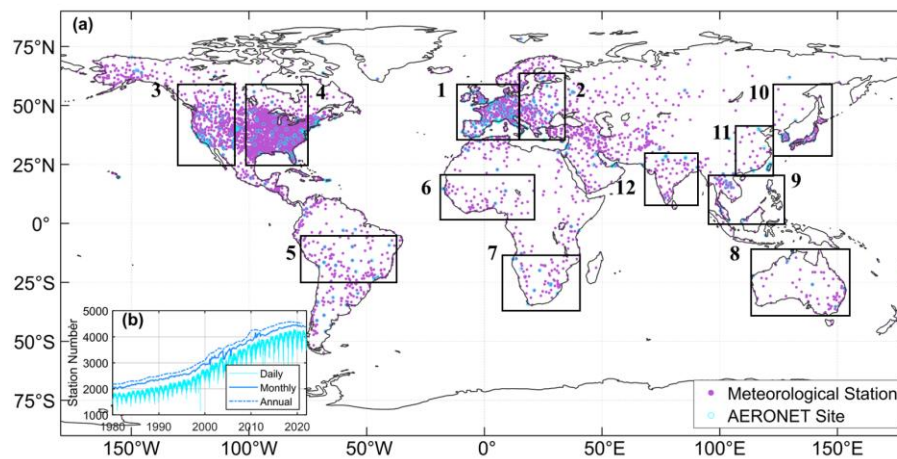 (a)
75°N
50°N
25°N
0°
25°S
50°S
75°S
150°W
100°W
50°W
0°
50°E
100°E
150°E
3
4
1
2
10
11
12
9
6
5
7
8
Meteorological Station
AERONET Site
(b)
Station Number
5000
4000
3000
2000
1000
1980
1990
2000
2010
2020
Daily
Monthly
Annual